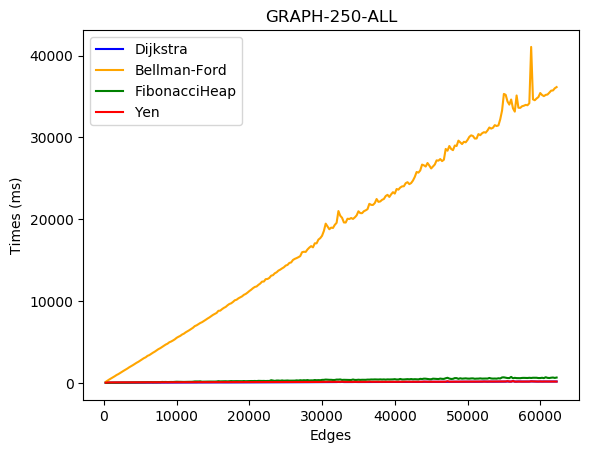 GRAPH-250-ALL
Dijkstra
Bellman-Ford
FibonacciHeap
Yen
Times (ms)
40000
30000
20000
10000
0
0 10000 20000 30000 40000 50000 60000
Edges